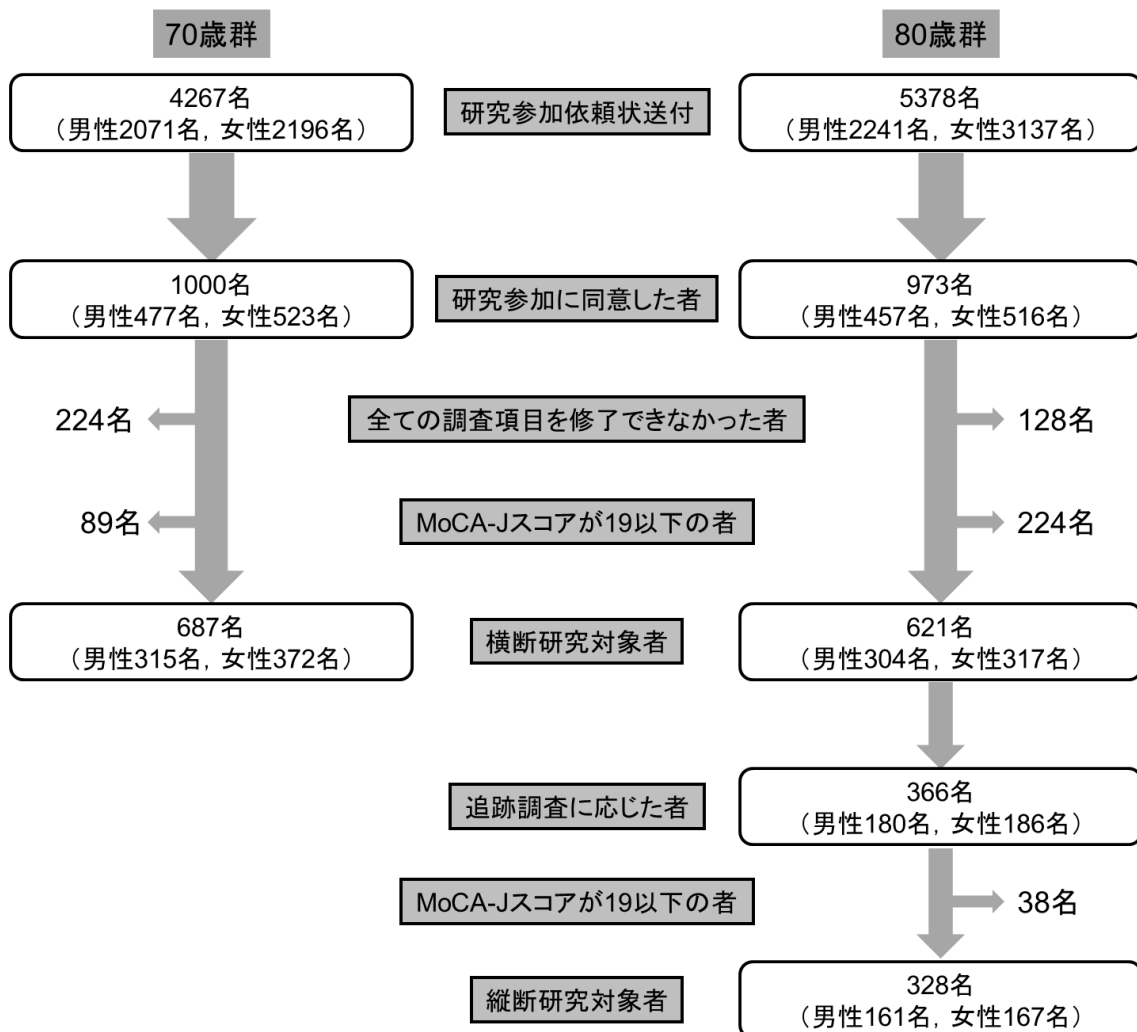 70歳群
80歳群
4267名
（男性2071名，女性2196名）
研究参加依頼状送付
5378名
（男性2241名，女性3137名）
1000名
（男性477名，女性523名）
研究参加に同意した者
973名
（男性457名，女性516名）
224名
全ての調査項目を修了できなかった者
128名
89名
MoCA-Jスコアが19以下の者
224名
687名
（男性315名，女性372名）
横断研究対象者
621名
（男性304名，女性317名）
追跡調査に応じた者
366名
（男性180名，女性186名）
MoCA-Jスコアが19以下の者
38名
縦断研究対象者
328名
（男性161名，女性167名）